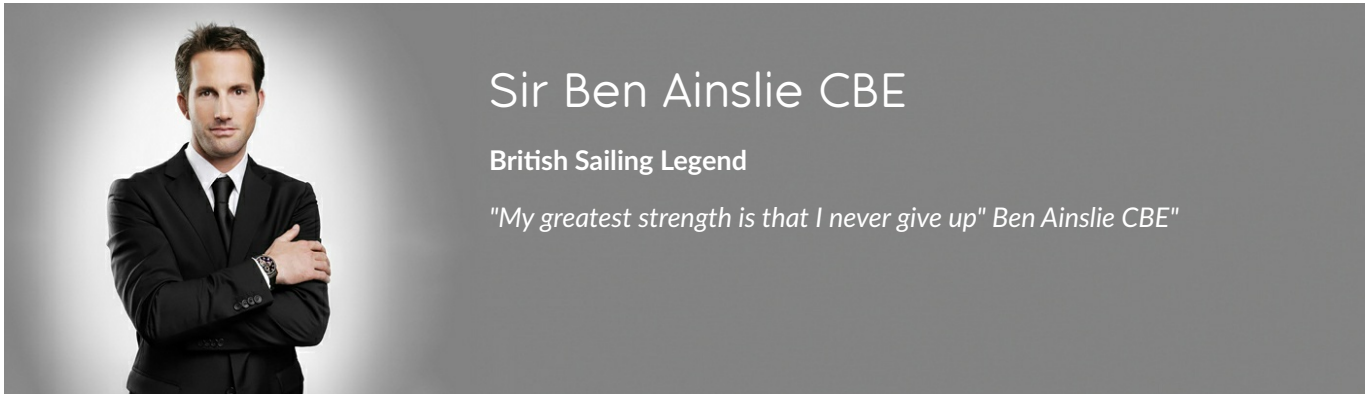 Sir Ben Ainslie CBE
British Sailing Legend
"My greatest strength is that I never give up" Ben Ainslie CBE"